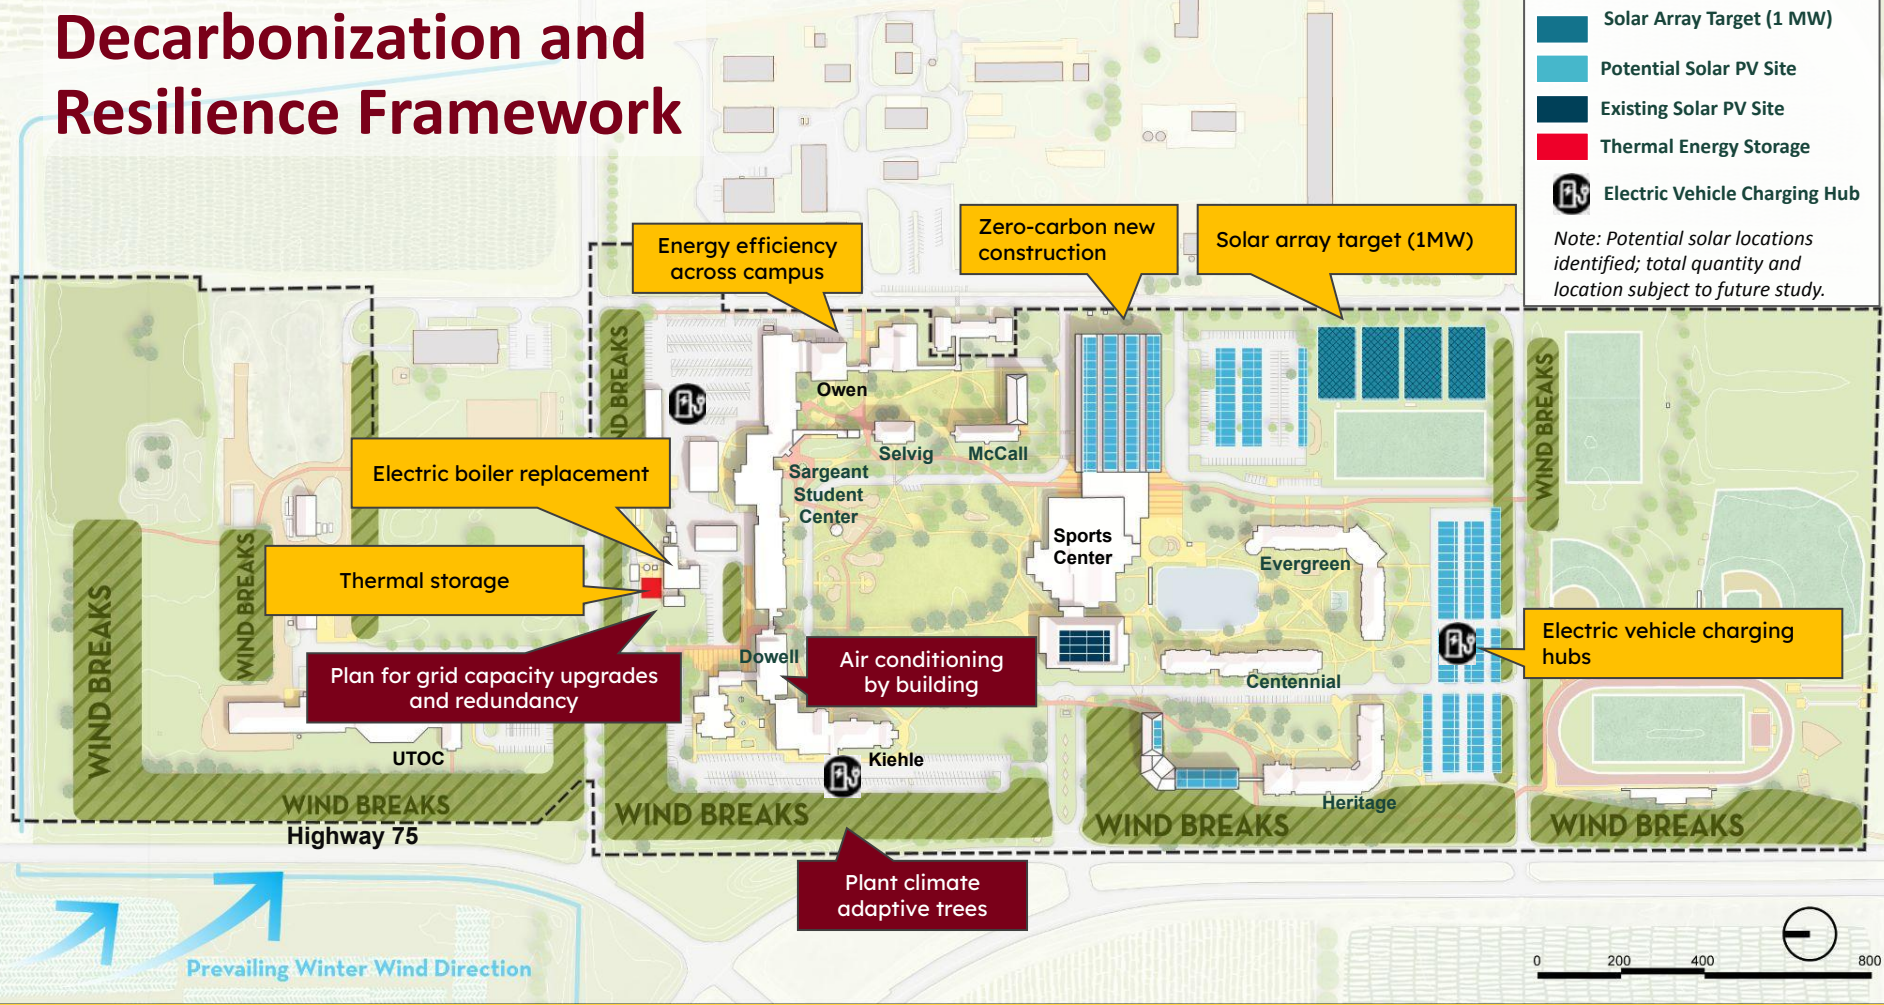 Decarbonization and
Resilience Framework
Solar Array Target (1 MW)
Potential Solar PV Site
Existing Solar PV Site
Thermal Energy Storage
Electric Vehicle Charging Hub
Note: Potential solar locations
identified; total quantity and
location subject to future study.
Energy efficiency
across campus
Zero-carbon new
construction
Solar array target (1MW)
WIND BREAKS
WIND BREAKS
Owen
Selvig
McCall
Electric boiler replacement
Sargeant
Student
Center
Sports
Center
Evergreen
WIND BREAKS
WIND BREAKS
Thermal storage
Electric vehicle charging
hubs
Plan for grid capacity upgrades
and redundancy
Dowell
Air conditioning
by building
Centennial
UTOC
Kiehle
Heritage
WIND BREAKS
WIND BREAKS
WIND BREAKS
WIND BREAKS
Highway 75
Plant climate
adaptive trees
Prevailing Winter Wind Direction
0 200 400 800